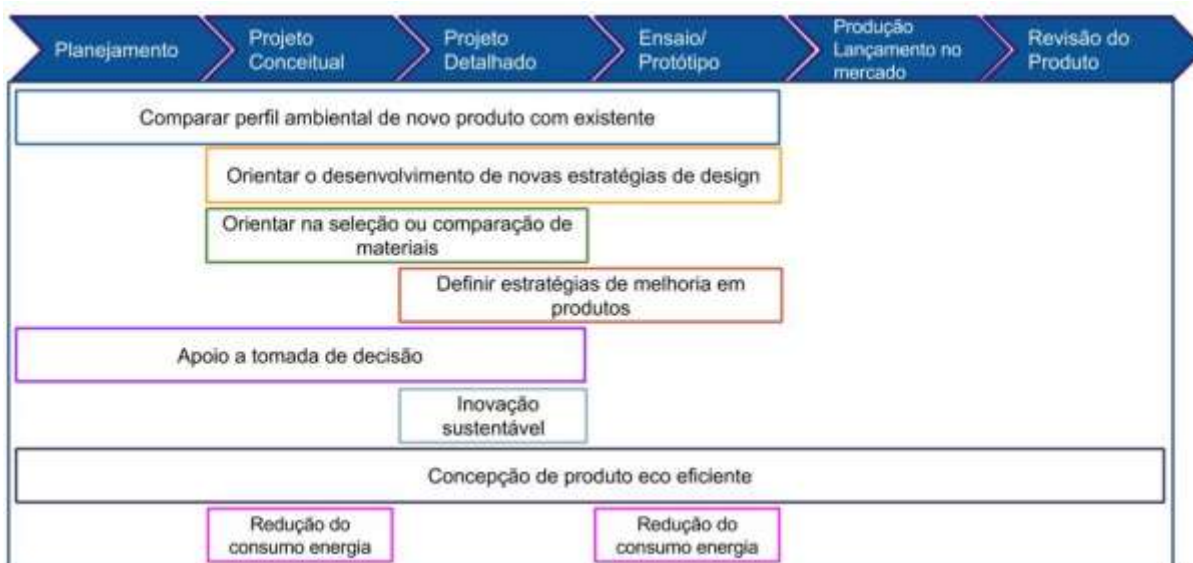 Planejamento
Projeto
Conceitual
Projeto
Detalhado
Ensaio/
Protótipo
Produção
Lançamento no
mercado
Revisão do
Produto
Comparar perfil ambiental de novo produto com existente
Orientar o desenvolvimento de novas estratégias de design
Orientar na seleção ou comparação de
materiais
Definir estratégias de melhoria em
produtos
Apoio a tomada de decisão
Inovação
sustentável
Concepção de produto eco eficiente
Redução do
consumo energia
Redução do
consumo energia